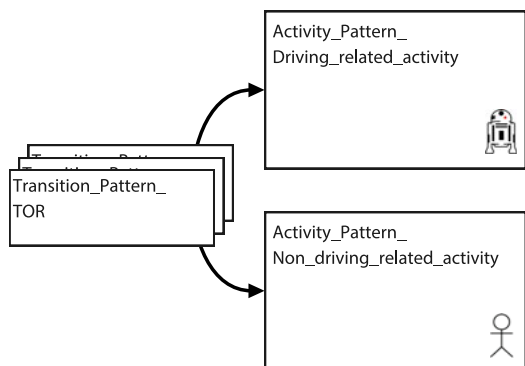 Activity_Pattern_
Driving_related_activity
Transition_Pattern_
TOR
Activity_Pattern_
Non_driving_related_activity